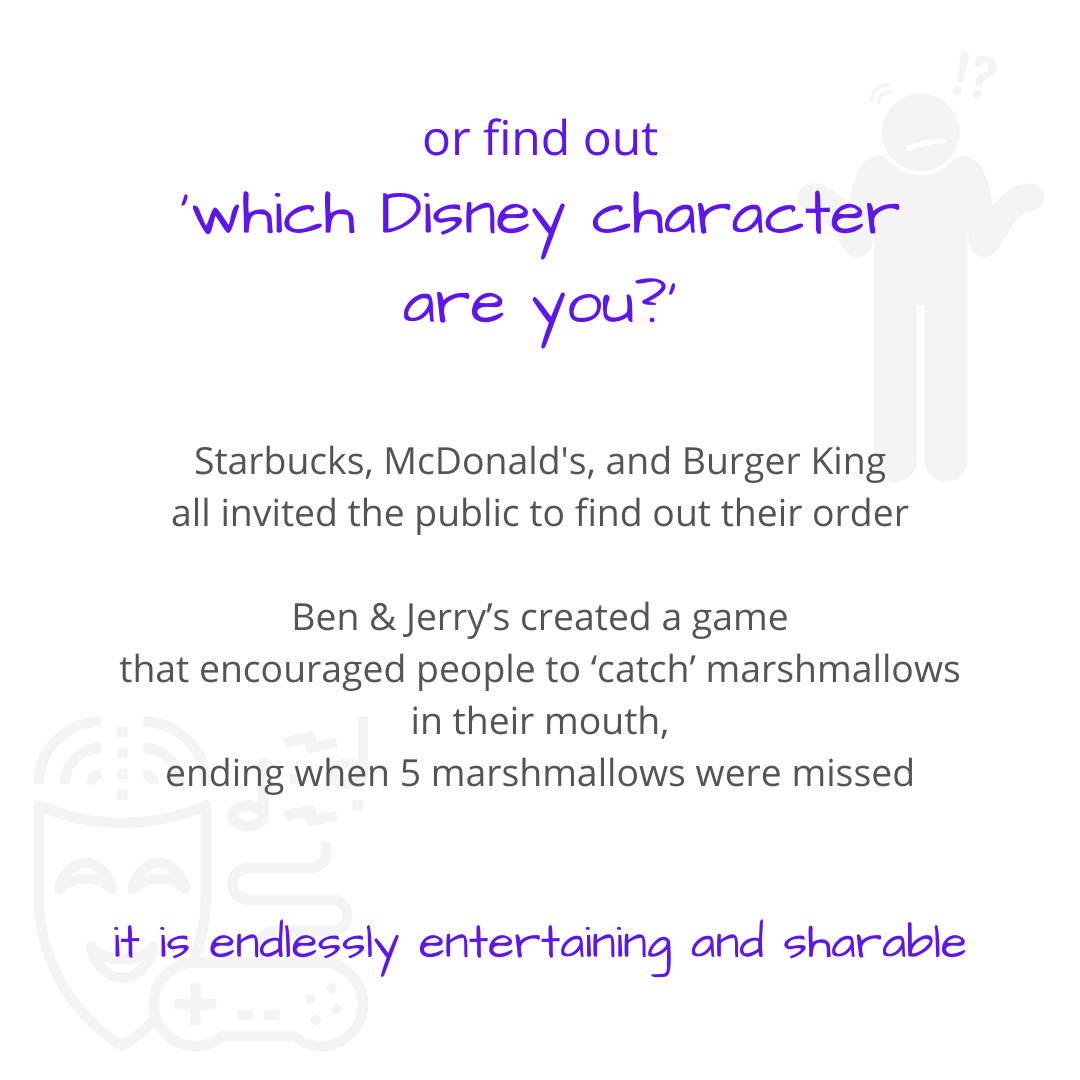 !?
or find out
'which Disney character
are you?'
Starbucks, McDonald's, and Burger King
all invited the public to find out their order
Ben & Jerry’s created a game
that encouraged people to ‘catch’ marshmallows
in their mouth,
ending when 5 marshmallows were missed
it is endlessly entertaining and sharable